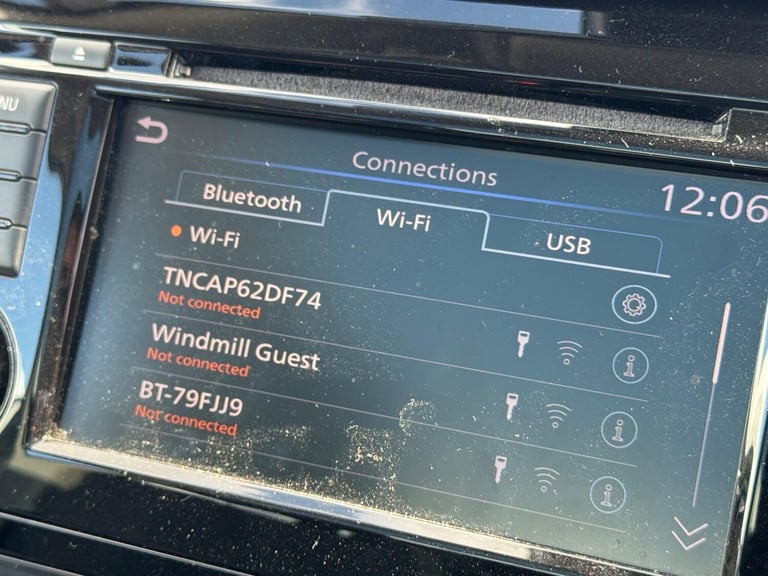 NU
Connections
12:06
Bluetooth
Wi-Fi
USB
Wi-Fi
TNCAP62DF74
Not connected
Windmill Guest
Not connected
BT-79FJJ9
Not connected